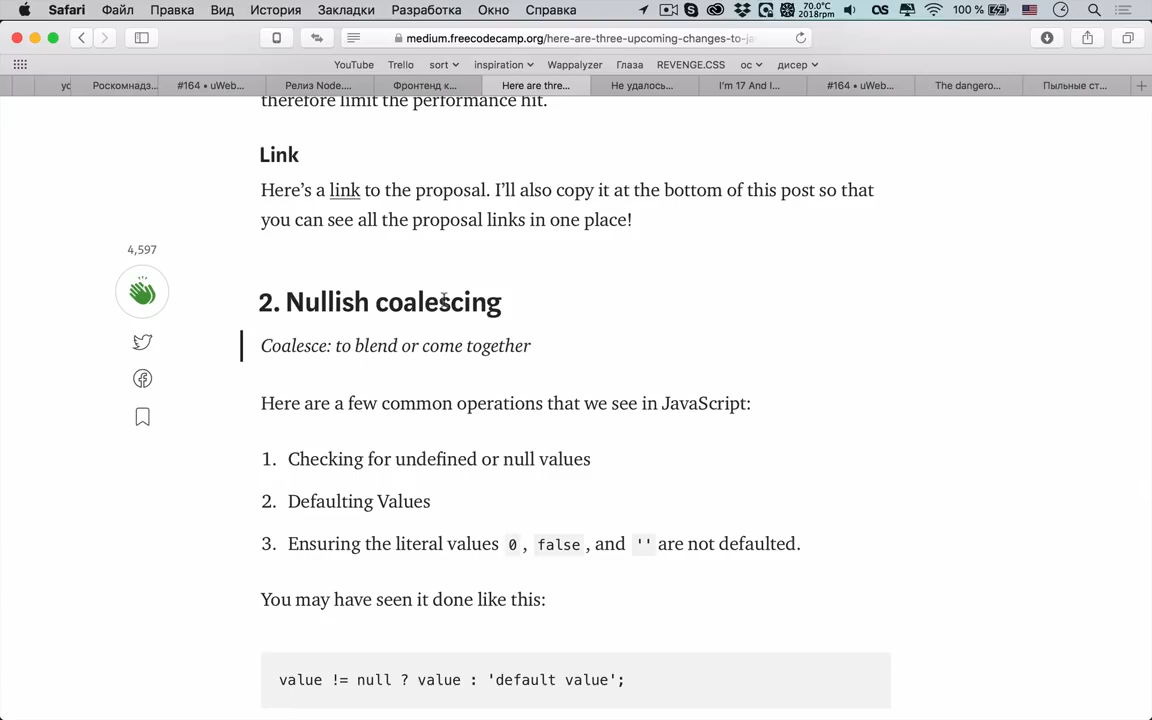 Safari Файл Правка Вид История Закладки Разработка Окно Справка 70.0°C 2018rpm 100 %
medium.freecodecamp.org/here-are-three-upcoming-changes-to-ja
YouTube Trello sort inspiration Wappalyzer Глаза REVENGE.CSS ос дисер
ус Роскомнадз... #164 • uWeb... Релиз Node.... Фронтенд к... Here are thre... Не удалось... I'm 17 And I... #164 • uWeb... The dangero... Пыльные ст...
therefore limit the performance hit.
Link
Here’s a link to the proposal. I’ll also copy it at the bottom of this post so that
you can see all the proposal links in one place!
4,597
2. Nullish coalescing
Coalesce: to blend or come together
Here are a few common operations that we see in JavaScript:
1. Checking for undefined or null values
2. Defaulting Values
3. Ensuring the literal values 0, false, and '' are not defaulted.
You may have seen it done like this:
value != null ? value : 'default value';